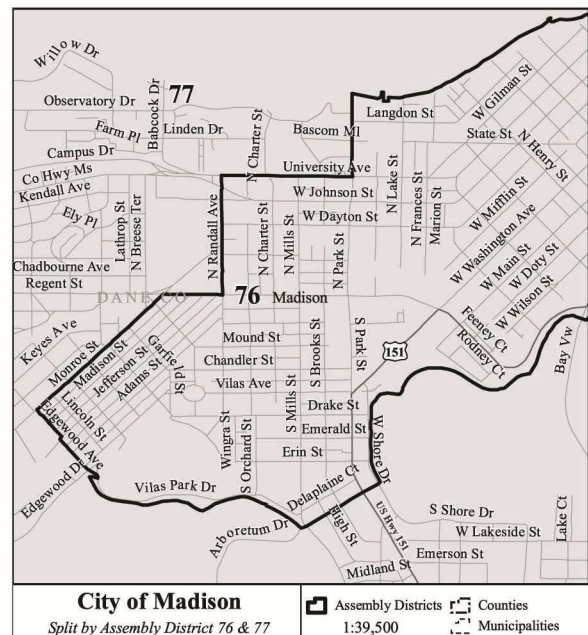 Willow Dr
Observatory Dr
Babcock Dr
77
Farm Pl
Linden Dr
N Charter St
Bascom Ml
Langdon St
W Gilman St
State St
N Henry St
Campus Dr
Co Hwy Ms
Kendall Ave
University Ave
W Johnson St
W Dayton St
N Lake St
N Frances St
Marion St
W Mifflin St
W Washington Ave
W Main St
W Doty St
W Wilson St
Ely Pl
Lathrop St
N Breese Ter
N Randall Ave
N Charter St
N Mills St
N Park St
Chadbourne Ave
Regent St
DANE CO
76
Madison
Feeney Ct
Rodney Ct
Bay Vw
Keyes Ave
Monroe St
Madison St
Jefferson St
Adams St
Garfield St
Mound St
Chandler St
Vilas Ave
S Brooks St
S Park St
151
Lincoln St
Edgewood Ave
Edgewood Dr
Wingra St
S Orchard St
S Mills St
Drake St
Emerald St
Erin St
W Shore Dr
Vilas Park Dr
Delaplaine Ct
Arboretum Dr
High St
US Hwy 151
S Shore Dr
W Lakeside St
Lake Ct
Emerson St
Midland St
City of Madison
Split by Assembly District 76 & 77
Assembly Districts
Counties
1:39,500
Municipalities